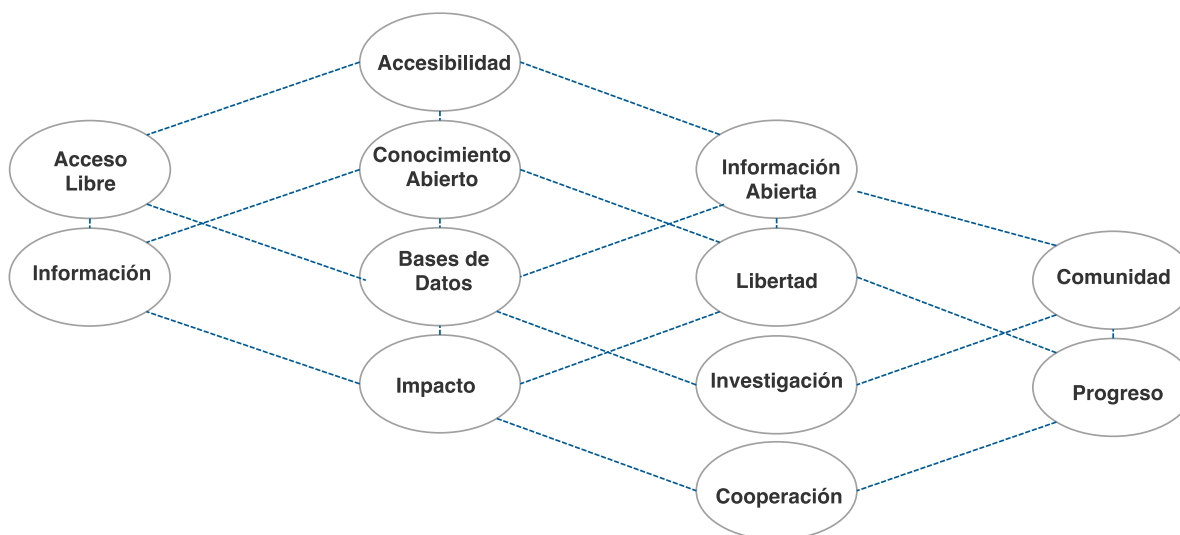 Accesibilidad
Acceso
Libre
Conocimiento
Abierto
Información
Abierta
Información
Bases de
Datos
Libertad
Comunidad
Impacto
Investigación
Progreso
Cooperación